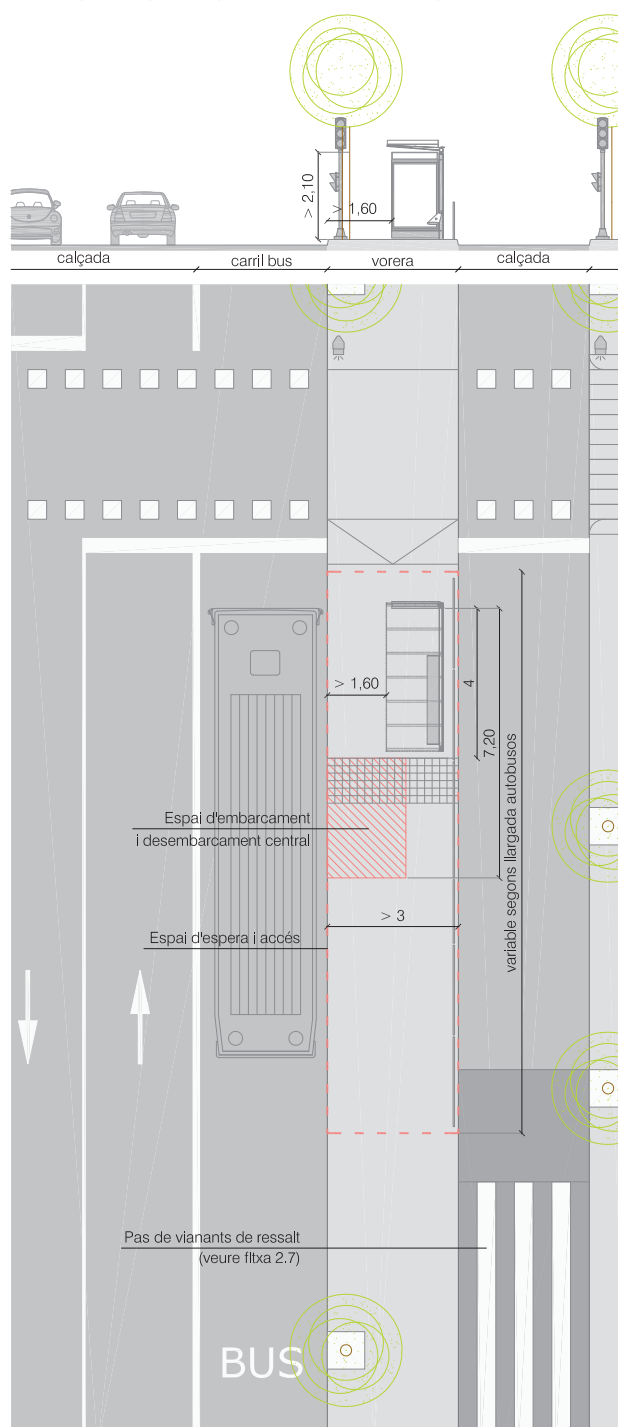 > 2,10
> 1,60
calçada
carril bus
vorera
calçada
> 1,60
4
7,20
variable segons llargada autobusos
Espai d'embarcament
i desembarcament central
> 3
Espai d'espera i accés
Pas de vianants de ressalt
(veure fitxa 2.7)
BUS